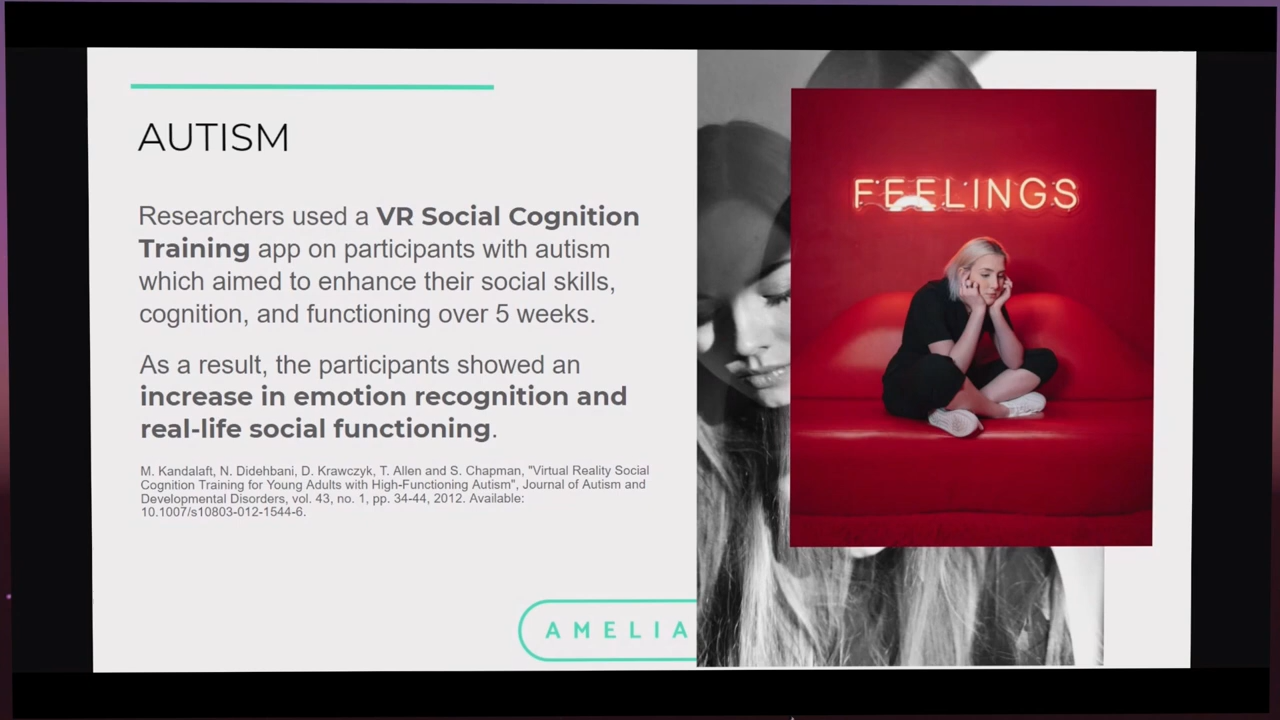 AUTISM
Researchers used a VR Social Cognition
Training app on participants with autism
which aimed to enhance their social skills,
cognition, and functioning over 5 weeks.
As a result, the participants showed an
increase in emotion recognition and
real-life social functioning.
M. Kandalaft, N. Didehbani, D. Krawczyk, T. Allen and S. Chapman, "Virtual Reality Social
Cognition Training for Young Adults with High-Functioning Autism", Journal of Autism and
Developmental Disorders, vol. 43, no. 1, pp. 34-44, 2012. Available:
10.1007/s10803-012-1544-6.
AMELIA
FEELINGS